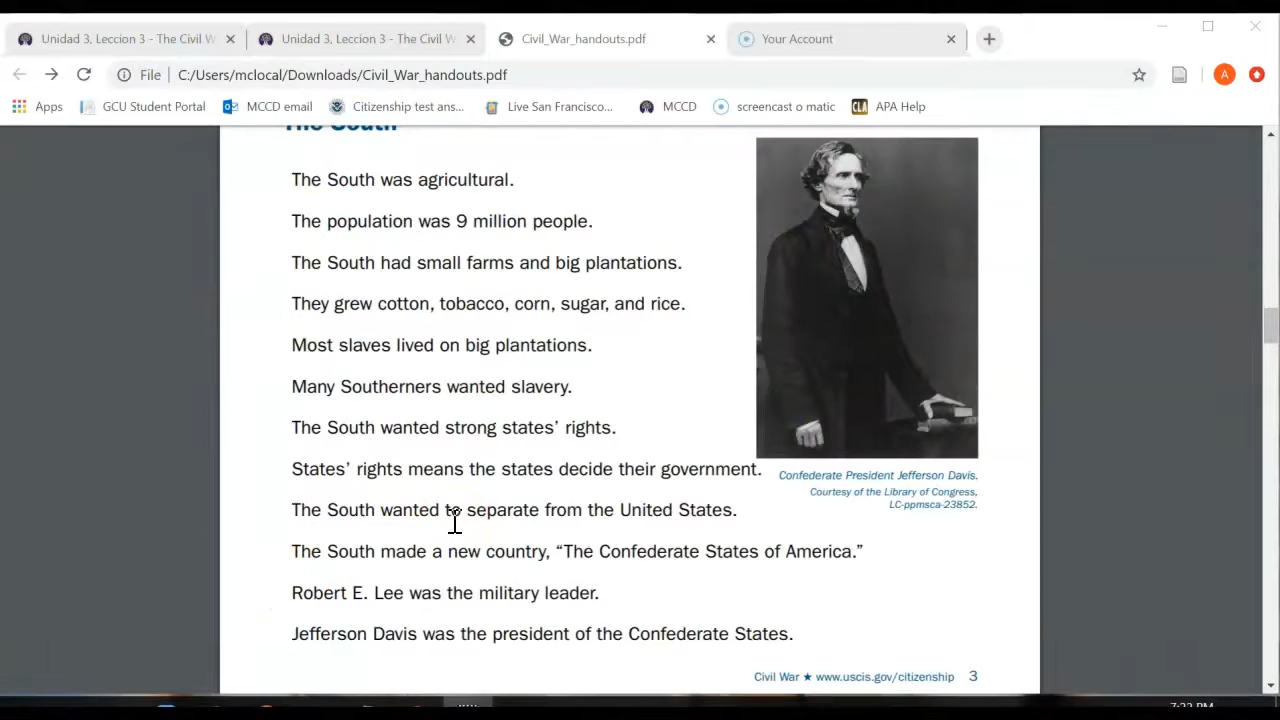 Unidad 3, Leccion 3 - The Civil W
Unidad 3, Leccion 3 - The Civil W
Civil_War_handouts.pdf
Your Account
File
C:/Users/mclocal/Downloads/Civil_War_handouts.pdf
A
Apps
GCU Student Portal
MCCD email
Citizenship test ans...
Live San Francisco...
MCCD
screencast o matic
CLA
APA Help
The South
The South was agricultural.
The population was 9 million people.
The South had small farms and big plantations.
They grew cotton, tobacco, corn, sugar, and rice.
Most slaves lived on big plantations.
Many Southerners wanted slavery.
The South wanted strong states’ rights.
States’ rights means the states decide their government.
Confederate President Jefferson Davis.
Courtesy of the Library of Congress,
LC-ppmsca-23852.
The South wanted to separate from the United States.
The South made a new country, “The Confederate States of America.”
Robert E. Lee was the military leader.
Jefferson Davis was the president of the Confederate States.
Civil War ★ www.uscis.gov/citizenship 3